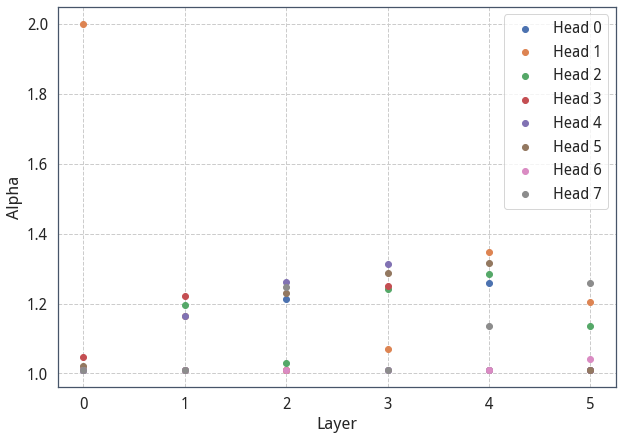 2.0
1.8
1.6
1.4
1.2
1.0
Alpha
0 1 2 3 4 5
Layer
Head 0
Head 1
Head 2
Head 3
Head 4
Head 5
Head 6
Head 7